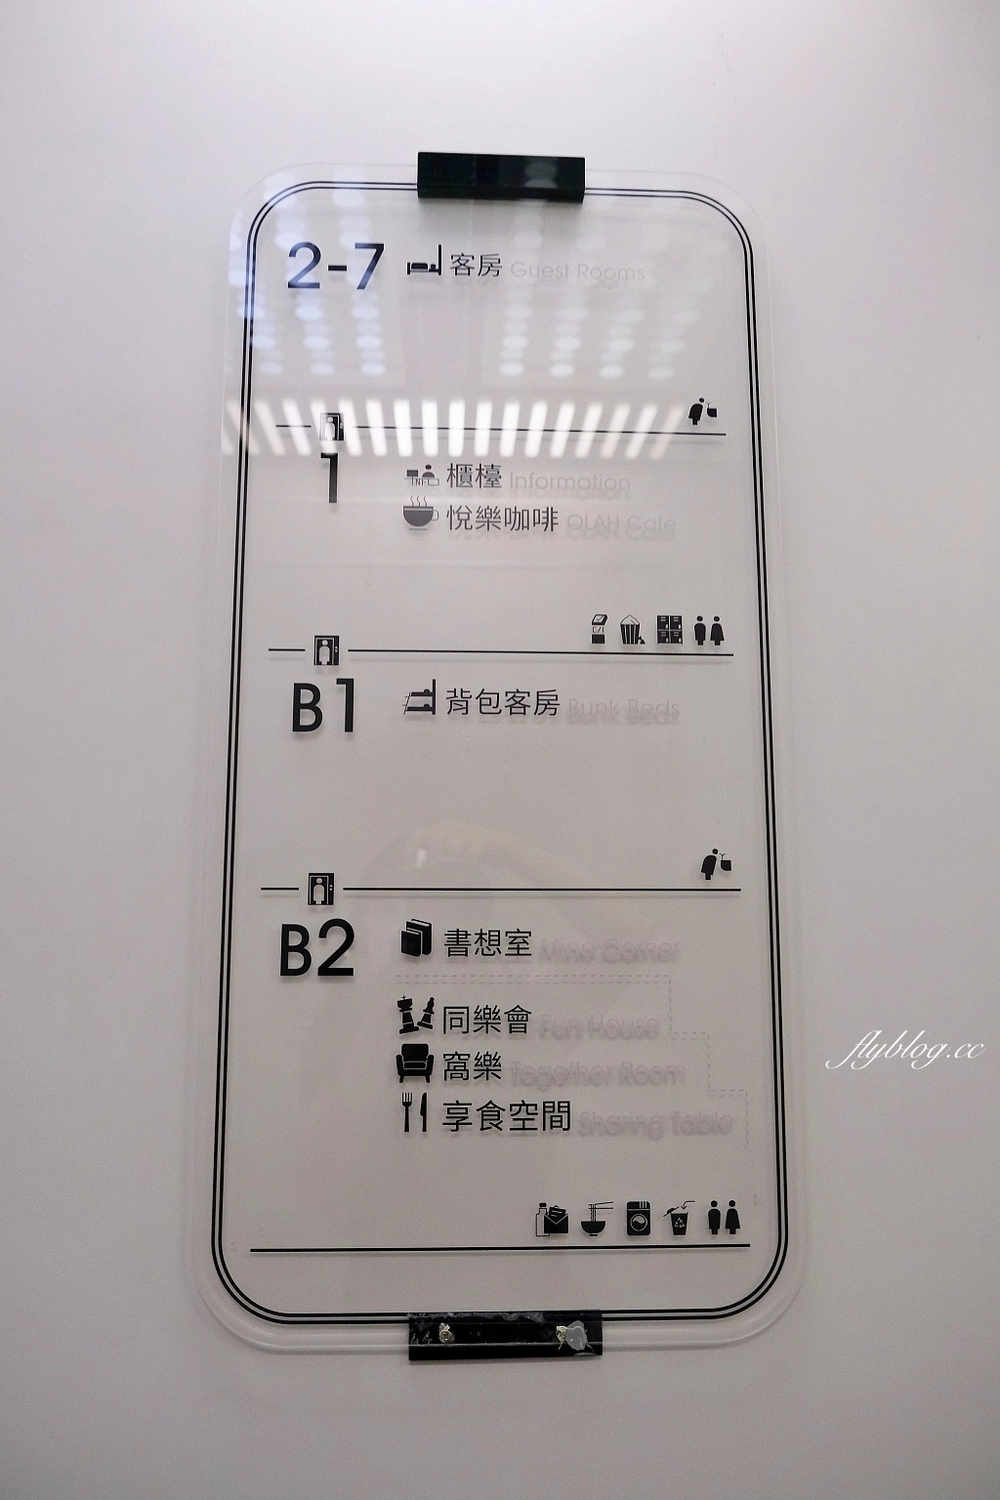 2-7 客房 Guest Rooms
1 櫃檯 Information
悅樂咖啡 OLAH Café
B1 背包客房 Bunk Beds
B2 書想室 Mine Corner
同樂會 Fun House
窩樂 Together Room
享食空間 Sharing Table
flyblog.cc